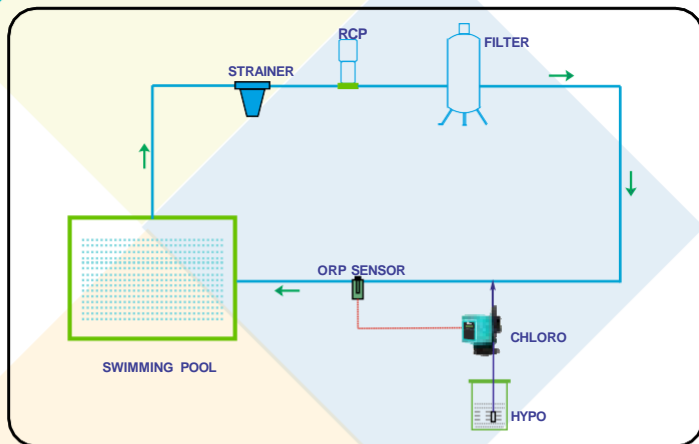 RCP
FILTER
STRAINER
ORP SENSOR
CHLORO
SWIMMING POOL
HYPO